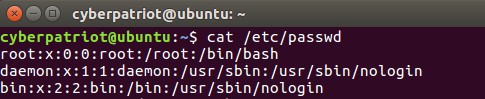 cyberpatriot@ubuntu: ~
cyberpatriot@ubuntu:~$ cat /etc/passwd
root:x:0:0:root:/root:/bin/bash
daemon:x:1:1:daemon:/usr/sbin:/usr/sbin/nologin
bin:x:2:2:bin:/bin:/usr/sbin/nologin